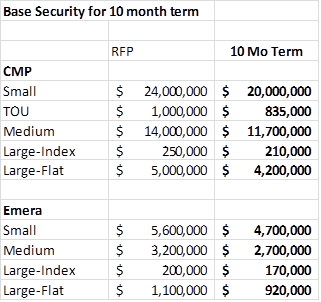 Base Security for 10 month term
RFP 10 Mo Term
CMP
Small $ 24,000,000 $ 20,000,000
TOU $ 1,000,000 $ 835,000
Medium $ 14,000,000 $ 11,700,000
Large-Index $ 250,000 $ 210,000
Large-Flat $ 5,000,000 $ 4,200,000
Emera
Small $ 5,600,000 $ 4,700,000
Medium $ 3,200,000 $ 2,700,000
Large-Index $ 200,000 $ 170,000
Large-Flat $ 1,100,000 $ 920,000